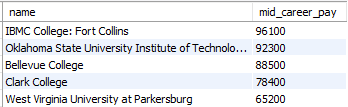 name mid_career_pay
IBMC College: Fort Collins 96100
Oklahoma State University Institute of Technolo... 92300
Bellevue College 88500
Clark College 78400
West Virginia University at Parkersburg 65200